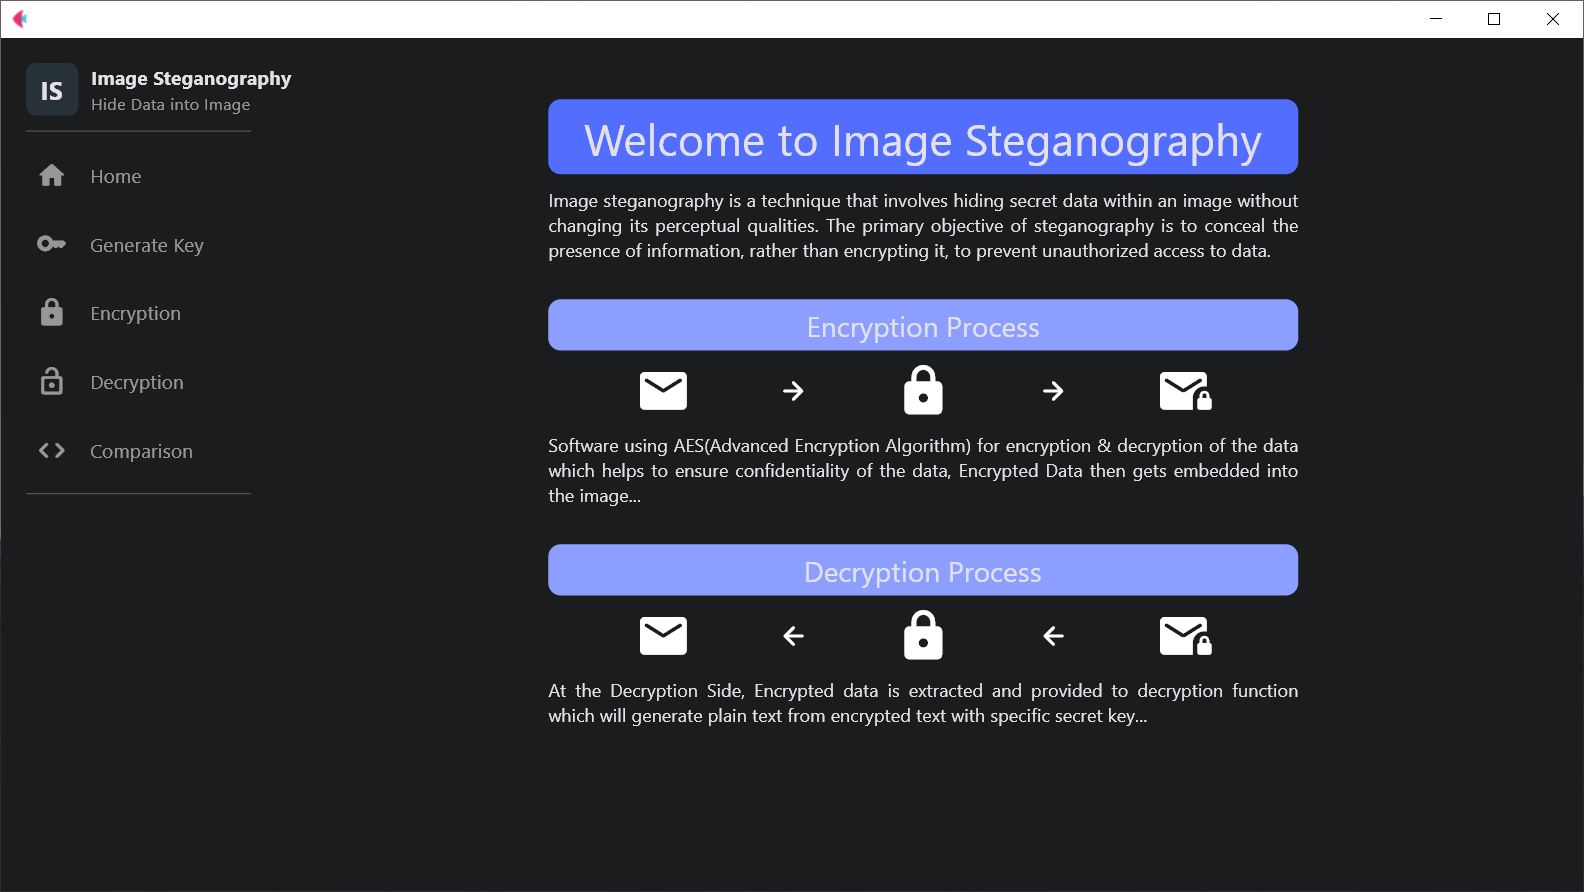 IS
Image Steganography
Hide Data into Image
Home
Generate Key
Encryption
Decryption
Comparison
Welcome to Image Steganography
Image steganography is a technique that involves hiding secret data within an image without
changing its perceptual qualities. The primary objective of steganography is to conceal the
presence of information, rather than encrypting it, to prevent unauthorized access to data.
Encryption Process
Software using AES(Advanced Encryption Algorithm) for encryption & decryption of the data
which helps to ensure confidentiality of the data, Encrypted Data then gets embedded into
the image...
Decryption Process
At the Decryption Side, Encrypted data is extracted and provided to decryption function
which will generate plain text from encrypted text with specific secret key...